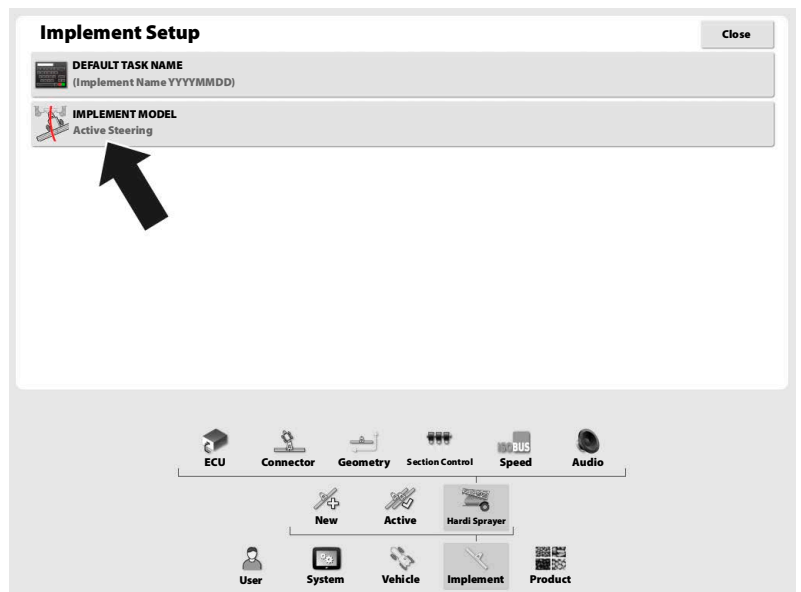 Implement Setup
Close
DEFAULT TASK NAME
(Implement Name YYYYMMDD)
IMPLEMENT MODEL
Active Steering
ISOBUS
ECU Connector Geometry Section Control Speed Audio
New Active Hardi Sprayer
User System Vehicle Implement Product